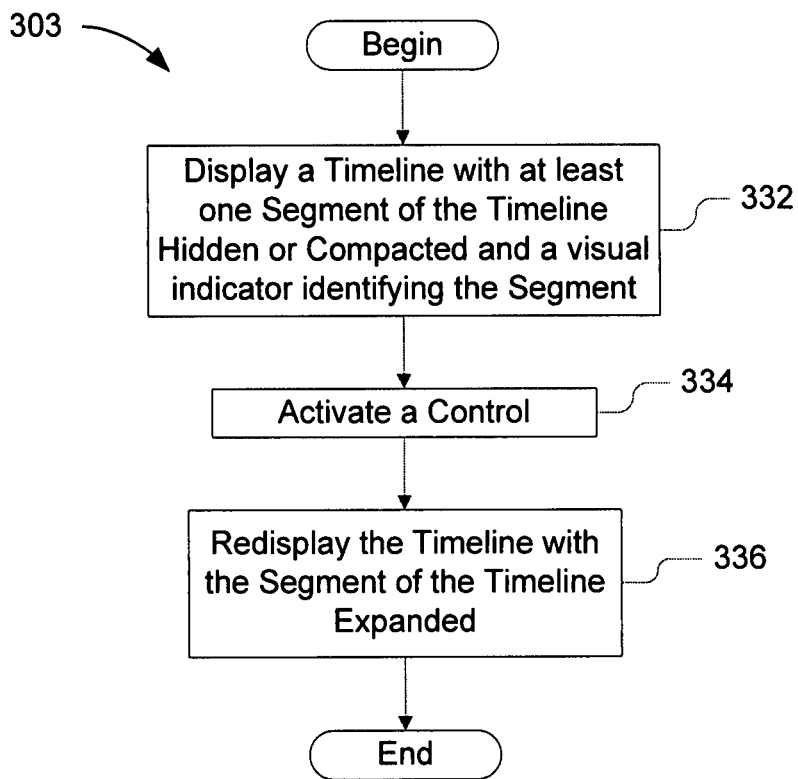 303
Begin
Display a Timeline with at least
one Segment of the Timeline
Hidden or Compacted and a visual
indicator identifying the Segment
332
Activate a Control
334
Redisplay the Timeline with
the Segment of the Timeline
Expanded
336
End